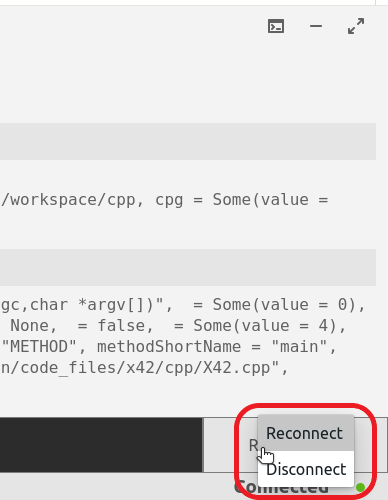 /workspace/cpp, cpg = Some(value =
gc,char *argv[])",  = Some(value = 0),
None,  = false,  = Some(value = 4),
"METHOD", methodShortName = "main",
n/code_files/x42/cpp/X42.cpp",
Reconnect
Disconnect
Connected